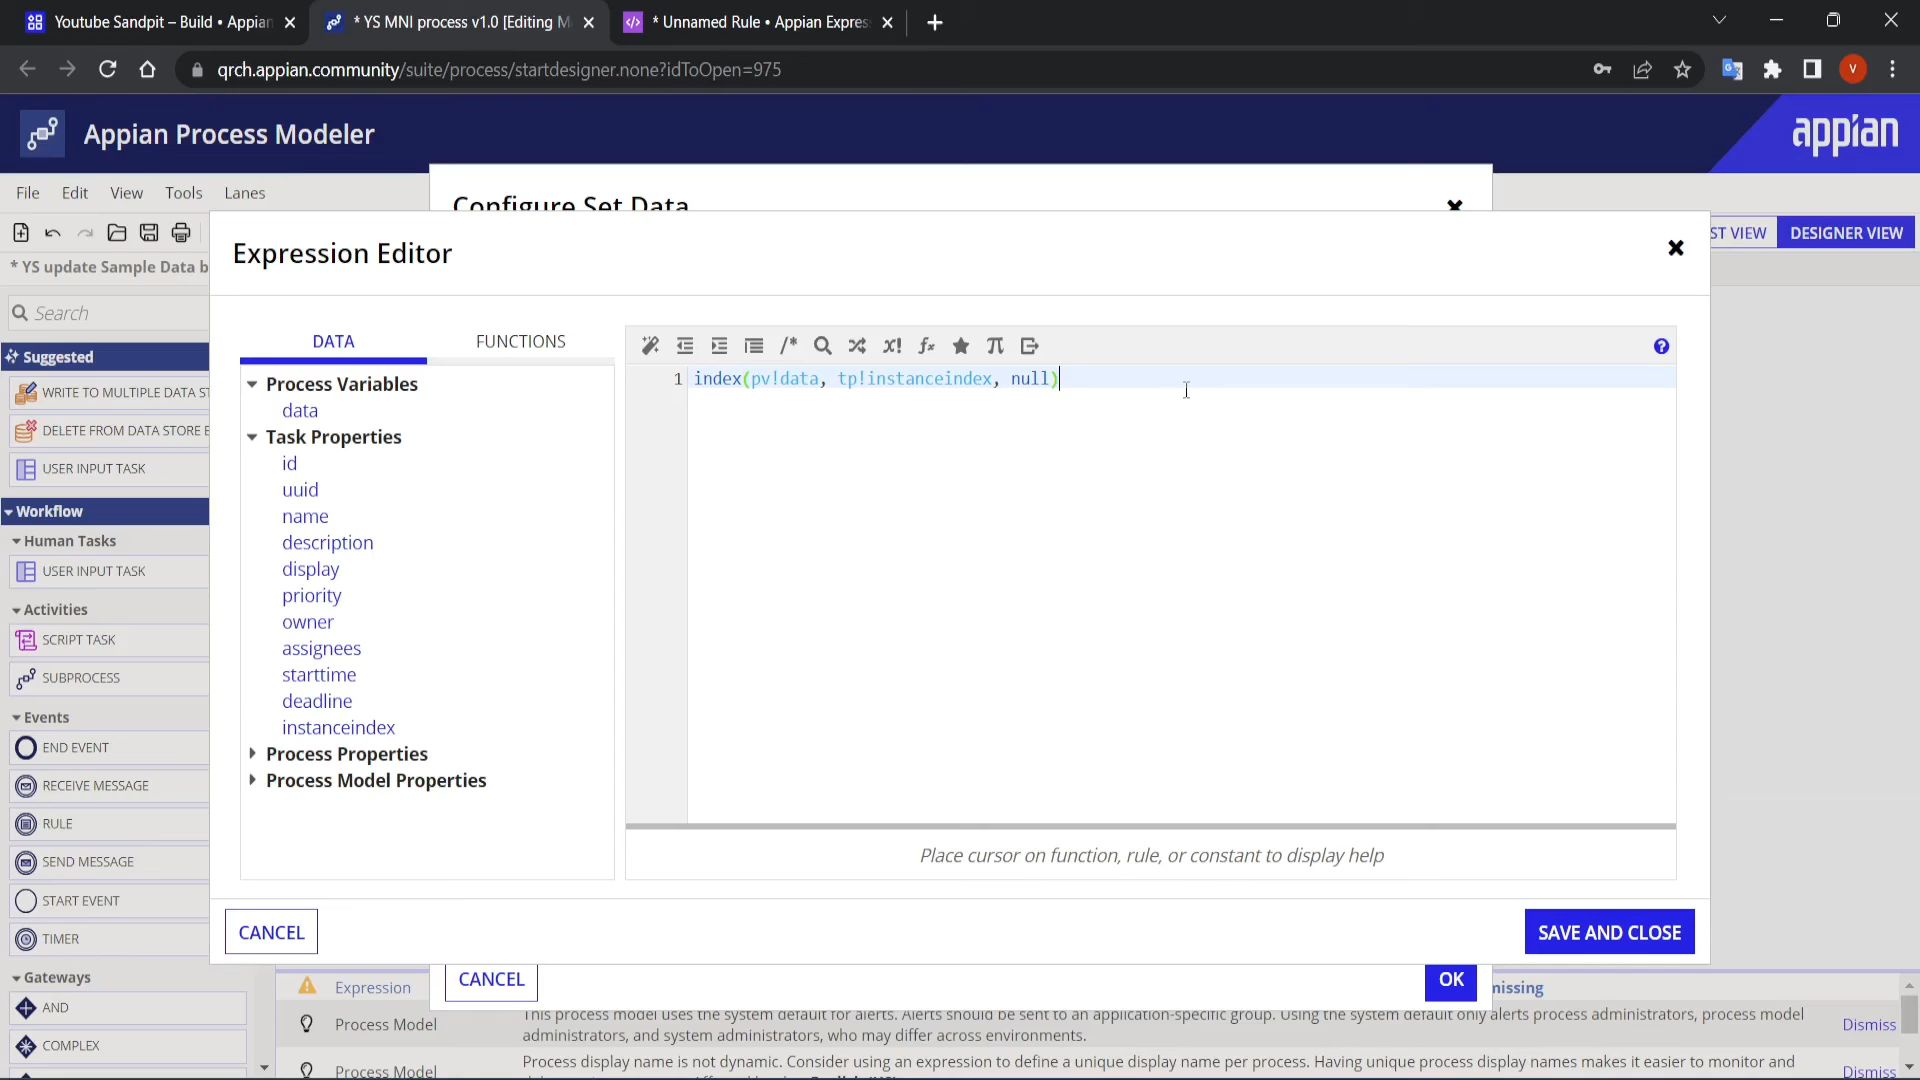 Youtube Sandpit – Build • Appian
* YS MNI process v1.0 [Editing M
* Unnamed Rule • Appian Expres
qrch.appian.community/suite/process/startdesigner.none?idToOpen=975
V
Appian Process Modeler
appian
File Edit View Tools Lanes
Configure Set Data
ST VIEW
DESIGNER VIEW
* YS update Sample Data b
Expression Editor
Search
Suggested
WRITE TO MULTIPLE DATA ST
DELETE FROM DATA STORE E
USER INPUT TASK
Workflow
Human Tasks
USER INPUT TASK
Activities
SCRIPT TASK
SUBPROCESS
Events
END EVENT
RECEIVE MESSAGE
RULE
SEND MESSAGE
START EVENT
TIMER
Gateways
AND
COMPLEX
DATA
FUNCTIONS
Process Variables
data
Task Properties
id
uuid
name
description
display
priority
owner
assignees
starttime
deadline
instanceindex
Process Properties
Process Model Properties
1 index(pv!data, tp!instanceindex, null)
Place cursor on function, rule, or constant to display help
CANCEL
SAVE AND CLOSE
CANCEL
OK
Expression
missing
Process Model
This process model uses the system default for alerts. Alerts should be sent to an application-specific group. Using the system default only alerts process administrators, process model
administrators, and system administrators, who may differ across environments.
Dismiss
Process Model
Process display name is not dynamic. Consider using an expression to define a unique display name per process. Having unique process display names makes it easier to monitor and
Dismiss